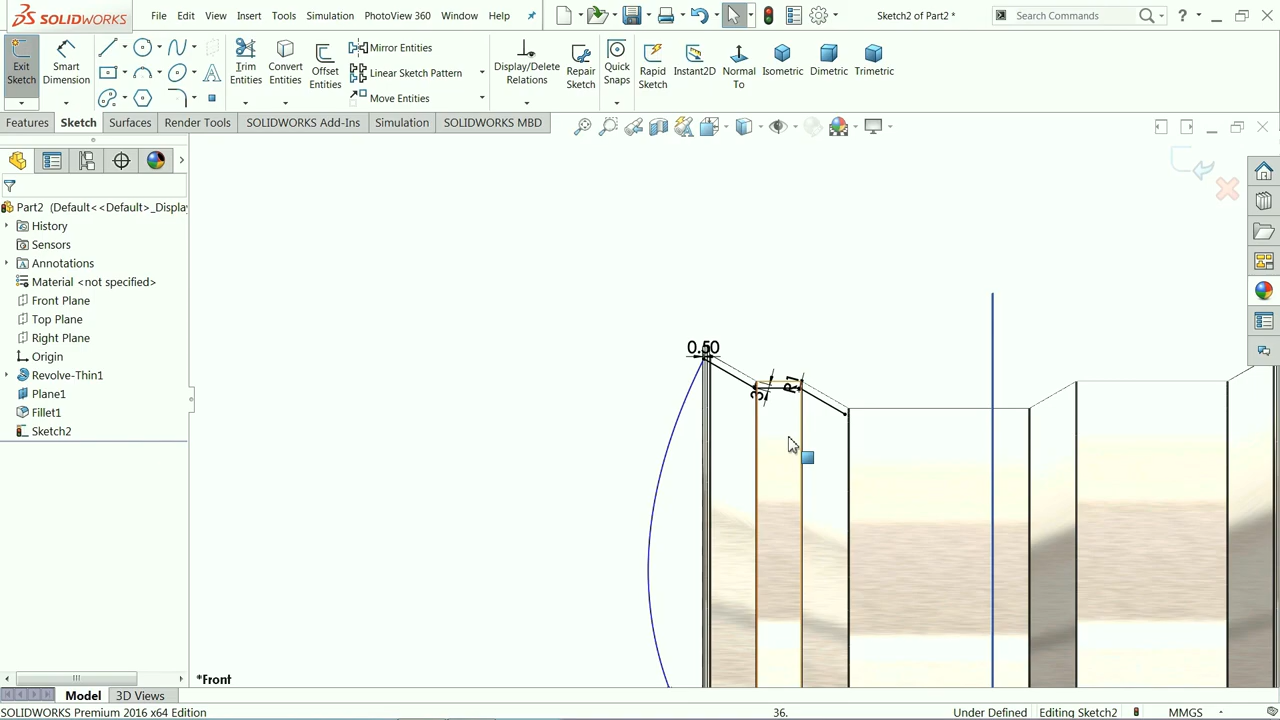 DS SOLIDWORKS File Edit View Insert Tools Simulation PhotoView 360 Window Help Sketch2 of Part2 * Search Commands ?
Exit Sketch Smart Dimension Trim Entities Convert Entities Offset Entities Mirror Entities Linear Sketch Pattern Move Entities Display/Delete Relations Repair Sketch Quick Snaps Rapid Sketch Instant2D Normal To Isometric Dimetric Trimetric
Features Sketch Surfaces Render Tools SOLIDWORKS Add-Ins Simulation SOLIDWORKS MBD
Part2 (Default<<Default>_Displa
History
Sensors
Annotations
Material <not specified>
Front Plane
Top Plane
Right Plane
Origin
Revolve-Thin1
Plane1
Fillet1
Sketch2
0.50
3
R1
*Front
Model 3D Views
SOLIDWORKS Premium 2016 x64 Edition 36. Under Defined Editing Sketch2 MMGS